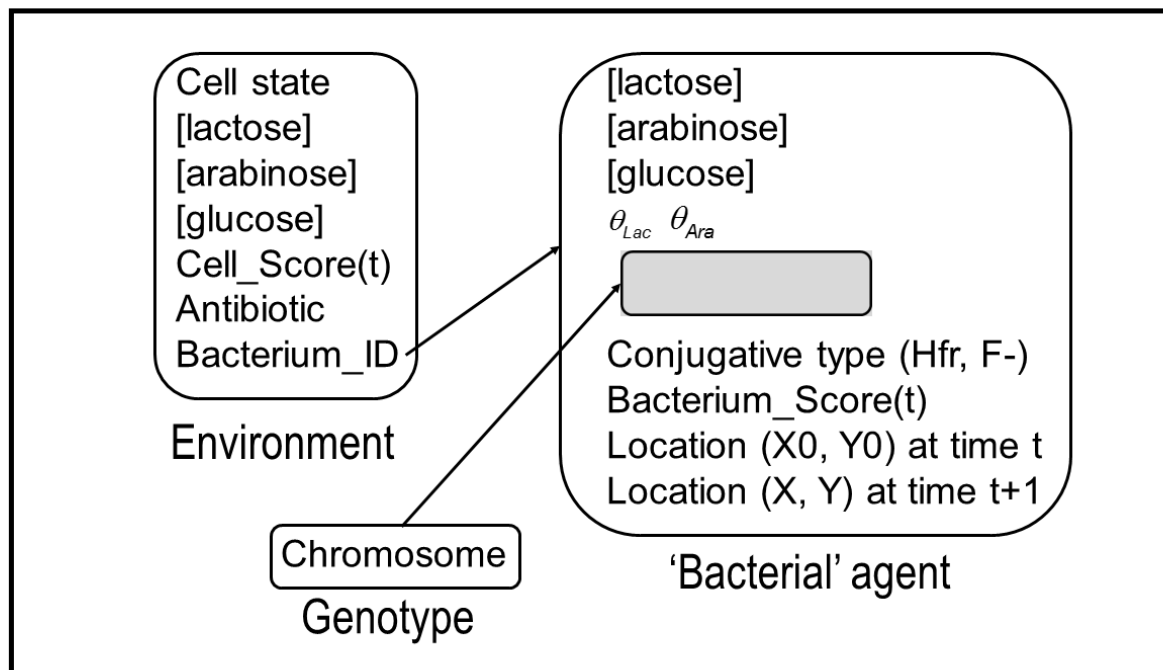 Cell state
[lactose]
[arabinose]
[glucose]
Cell_Score(t)
Antibiotic
Bacterium_ID
Environment
Chromosome
Genotype
[lactose]
[arabinose]
[glucose]
θLac θAra
Conjugative type (Hfr, F-)
Bacterium_Score(t)
Location (X0, Y0) at time t
Location (X, Y) at time t+1
‘Bacterial’ agent